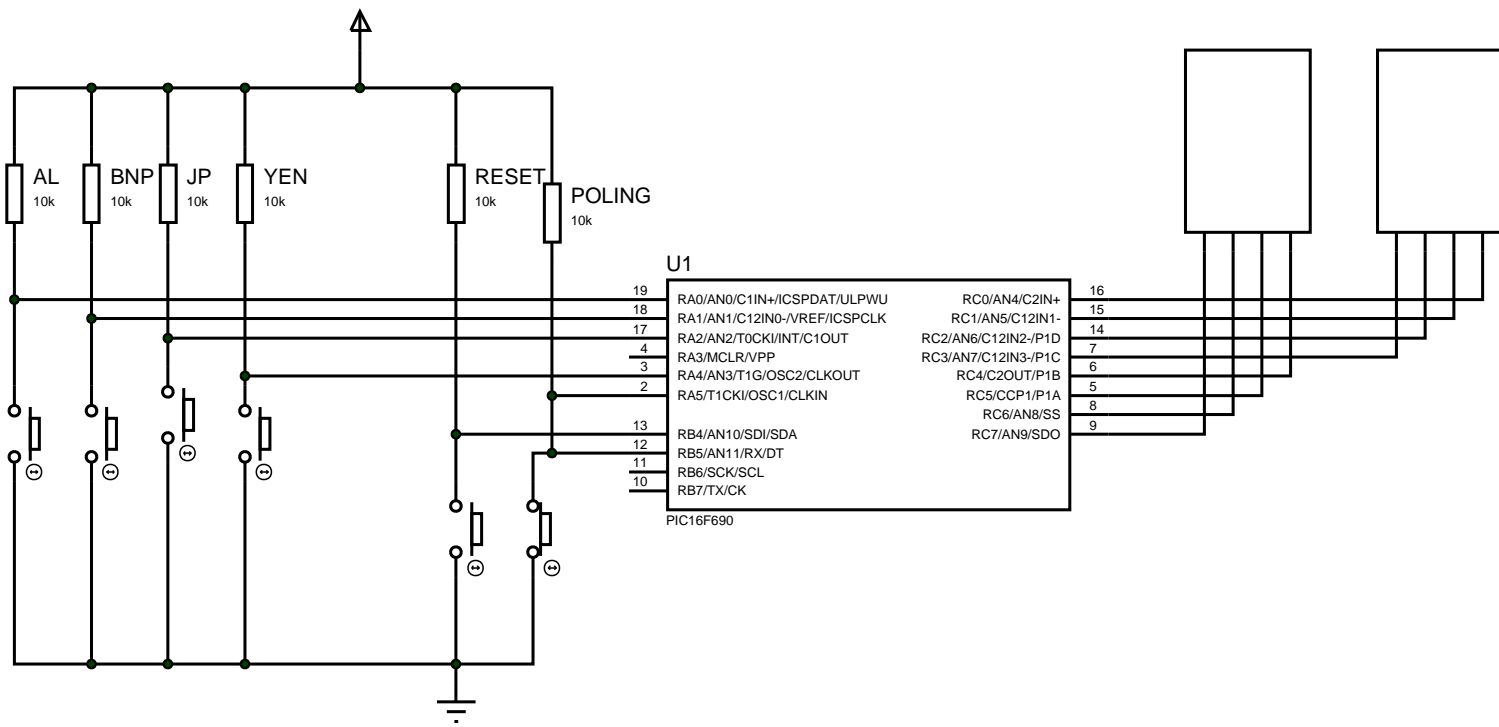 AL
10k
BNP
10k
JP
10k
YEN
10k
RESET
10k
POLING
10k
U1
19 RA0/AN0/C1IN+/ICSPDAT/ULPWU
18 RA1/AN1/C12IN0-/VREF/ICSPCLK
17 RA2/AN2/T0CKI/INT/C1OUT
4 RA3/MCLR/VPP
3 RA4/AN3/T1G/OSC2/CLKOUT
2 RA5/T1CKI/OSC1/CLKIN
13 RB4/AN10/SDI/SDA
12 RB5/AN11/RX/DT
11 RB6/SCK/SCL
10 RB7/TX/CK
RC0/AN4/C2IN+ 16
RC1/AN5/C12IN1- 15
RC2/AN6/C12IN2-/P1D 14
RC3/AN7/C12IN3-/P1C 7
RC4/C2OUT/P1B 6
RC5/CCP1/P1A 5
RC6/AN8/SS 8
RC7/AN9/SDO 9
PIC16F690